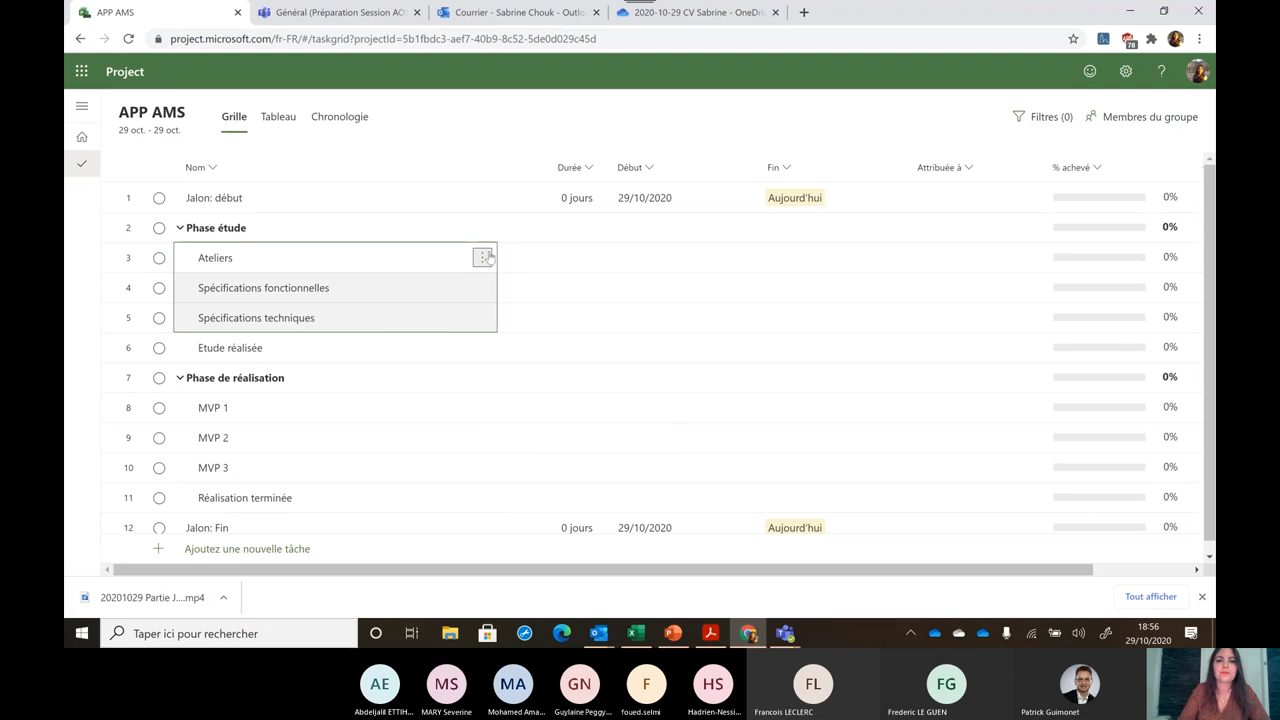 APP AMS
Général (Préparation Session AOS
Courrier - Sabrine Chouk - Outlo
2020-10-29 CV Sabrine - OneDri
project.microsoft.com/fr-FR/#/taskgrid?projectId=5b1fbdc3-aef7-40b9-8c52-5de0d029c45d
78
Project
APP AMS
Grille
Tableau
Chronologie
Filtres (0)
Membres du groupe
29 oct. - 29 oct.
Nom
Durée
Début
Fin
Attribuée à
% achevé
1 Jalon: début 0 jours 29/10/2020 Aujourd'hui 0%
2 Phase étude 0%
3 Ateliers 0%
4 Spécifications fonctionnelles 0%
5 Spécifications techniques 0%
6 Etude réalisée 0%
7 Phase de réalisation 0%
8 MVP 1 0%
9 MVP 2 0%
10 MVP 3 0%
11 Réalisation terminée 0%
12 Jalon: Fin 0 jours 29/10/2020 Aujourd'hui 0%
Ajoutez une nouvelle tâche
20201029 Partie J....mp4
Tout afficher
Taper ici pour rechercher
18:56
29/10/2020
AE MS MA GN F HS FL FG
Abdeljalil ETTIH...
MARY Severine
Mohamed Ama...
Guylaine Peggy...
foued.selmi
Hadrien-Nessi...
Francois LECLERC
Frederic LE GUEN
Patrick Guimonet